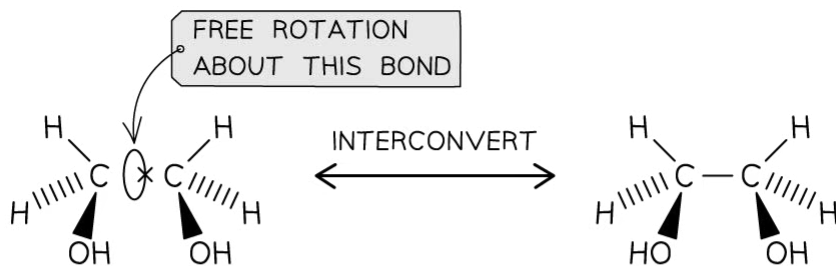 FREE ROTATION
ABOUT THIS BOND
H H
C C
H H
OH OH
INTERCONVERT
H H
C C
H H
HO OH